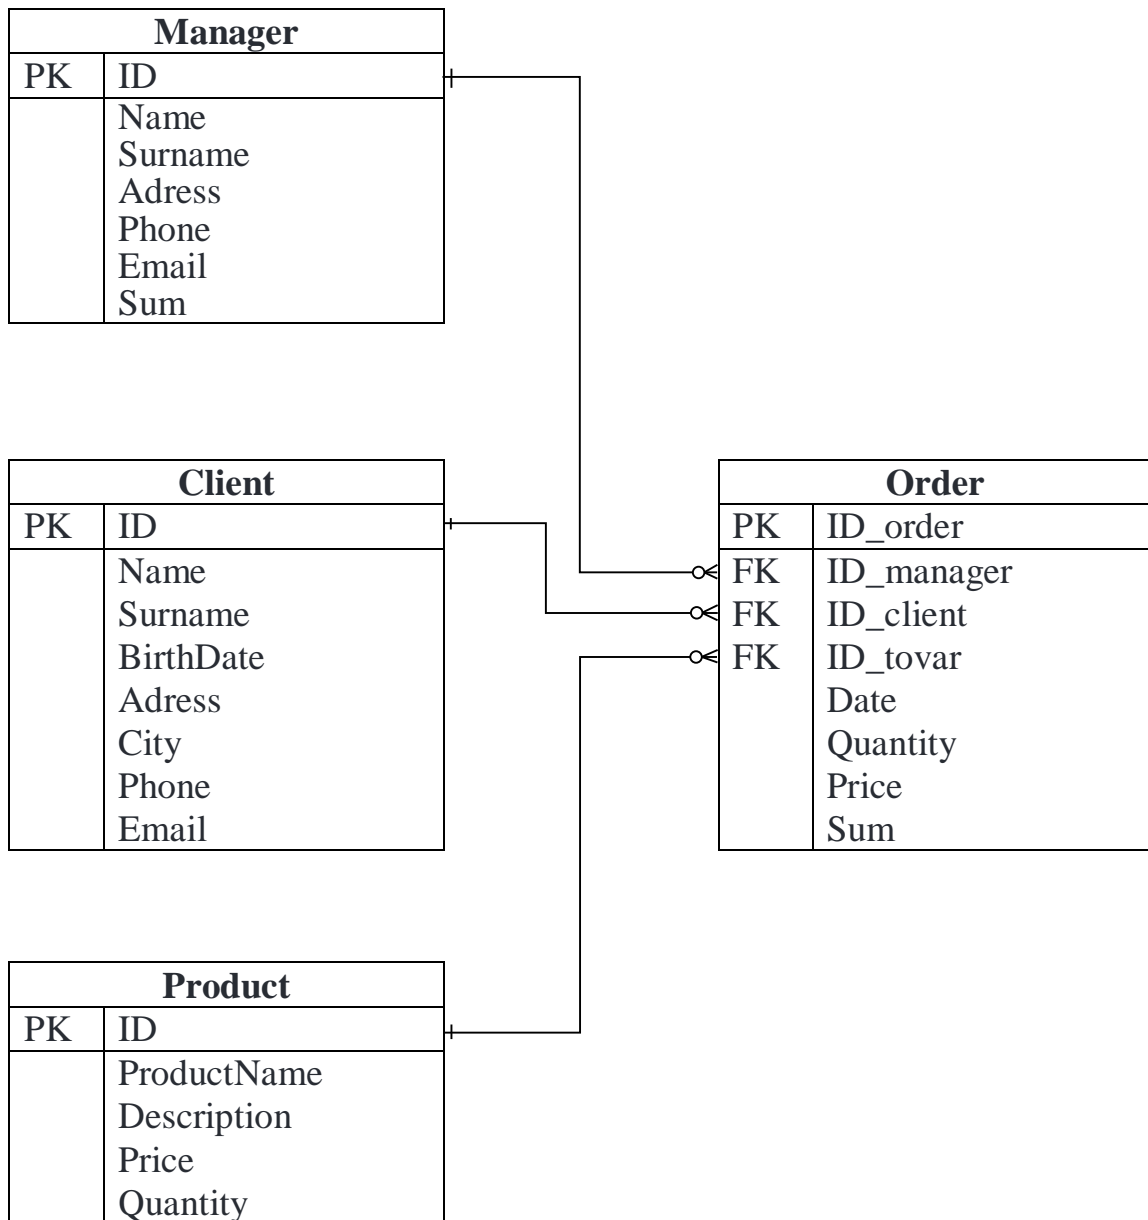 Manager
PK ID
Name
Surname
Adress
Phone
Email
Sum
Client
PK ID
Name
Surname
BirthDate
Adress
City
Phone
Email
Order
PK ID_order
FK ID_manager
FK ID_client
FK ID_tovar
Date
Quantity
Price
Sum
Product
PK ID
ProductName
Description
Price
Quantity